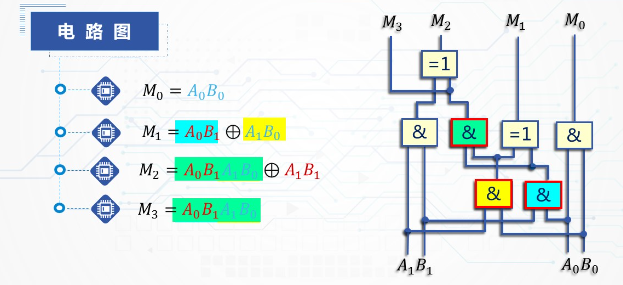 电路图
M₀ = A₀B₀
M₁ = A₀B₁ ⊕ A₁B₀
M₂ = A₀B₁A₁B₀ ⊕ A₁B₁
M₃ = A₀B₁A₁B₀
M₃ M₂ M₁ M₀
=1
& & =1 &
& &
A₁B₁ A₀B₀